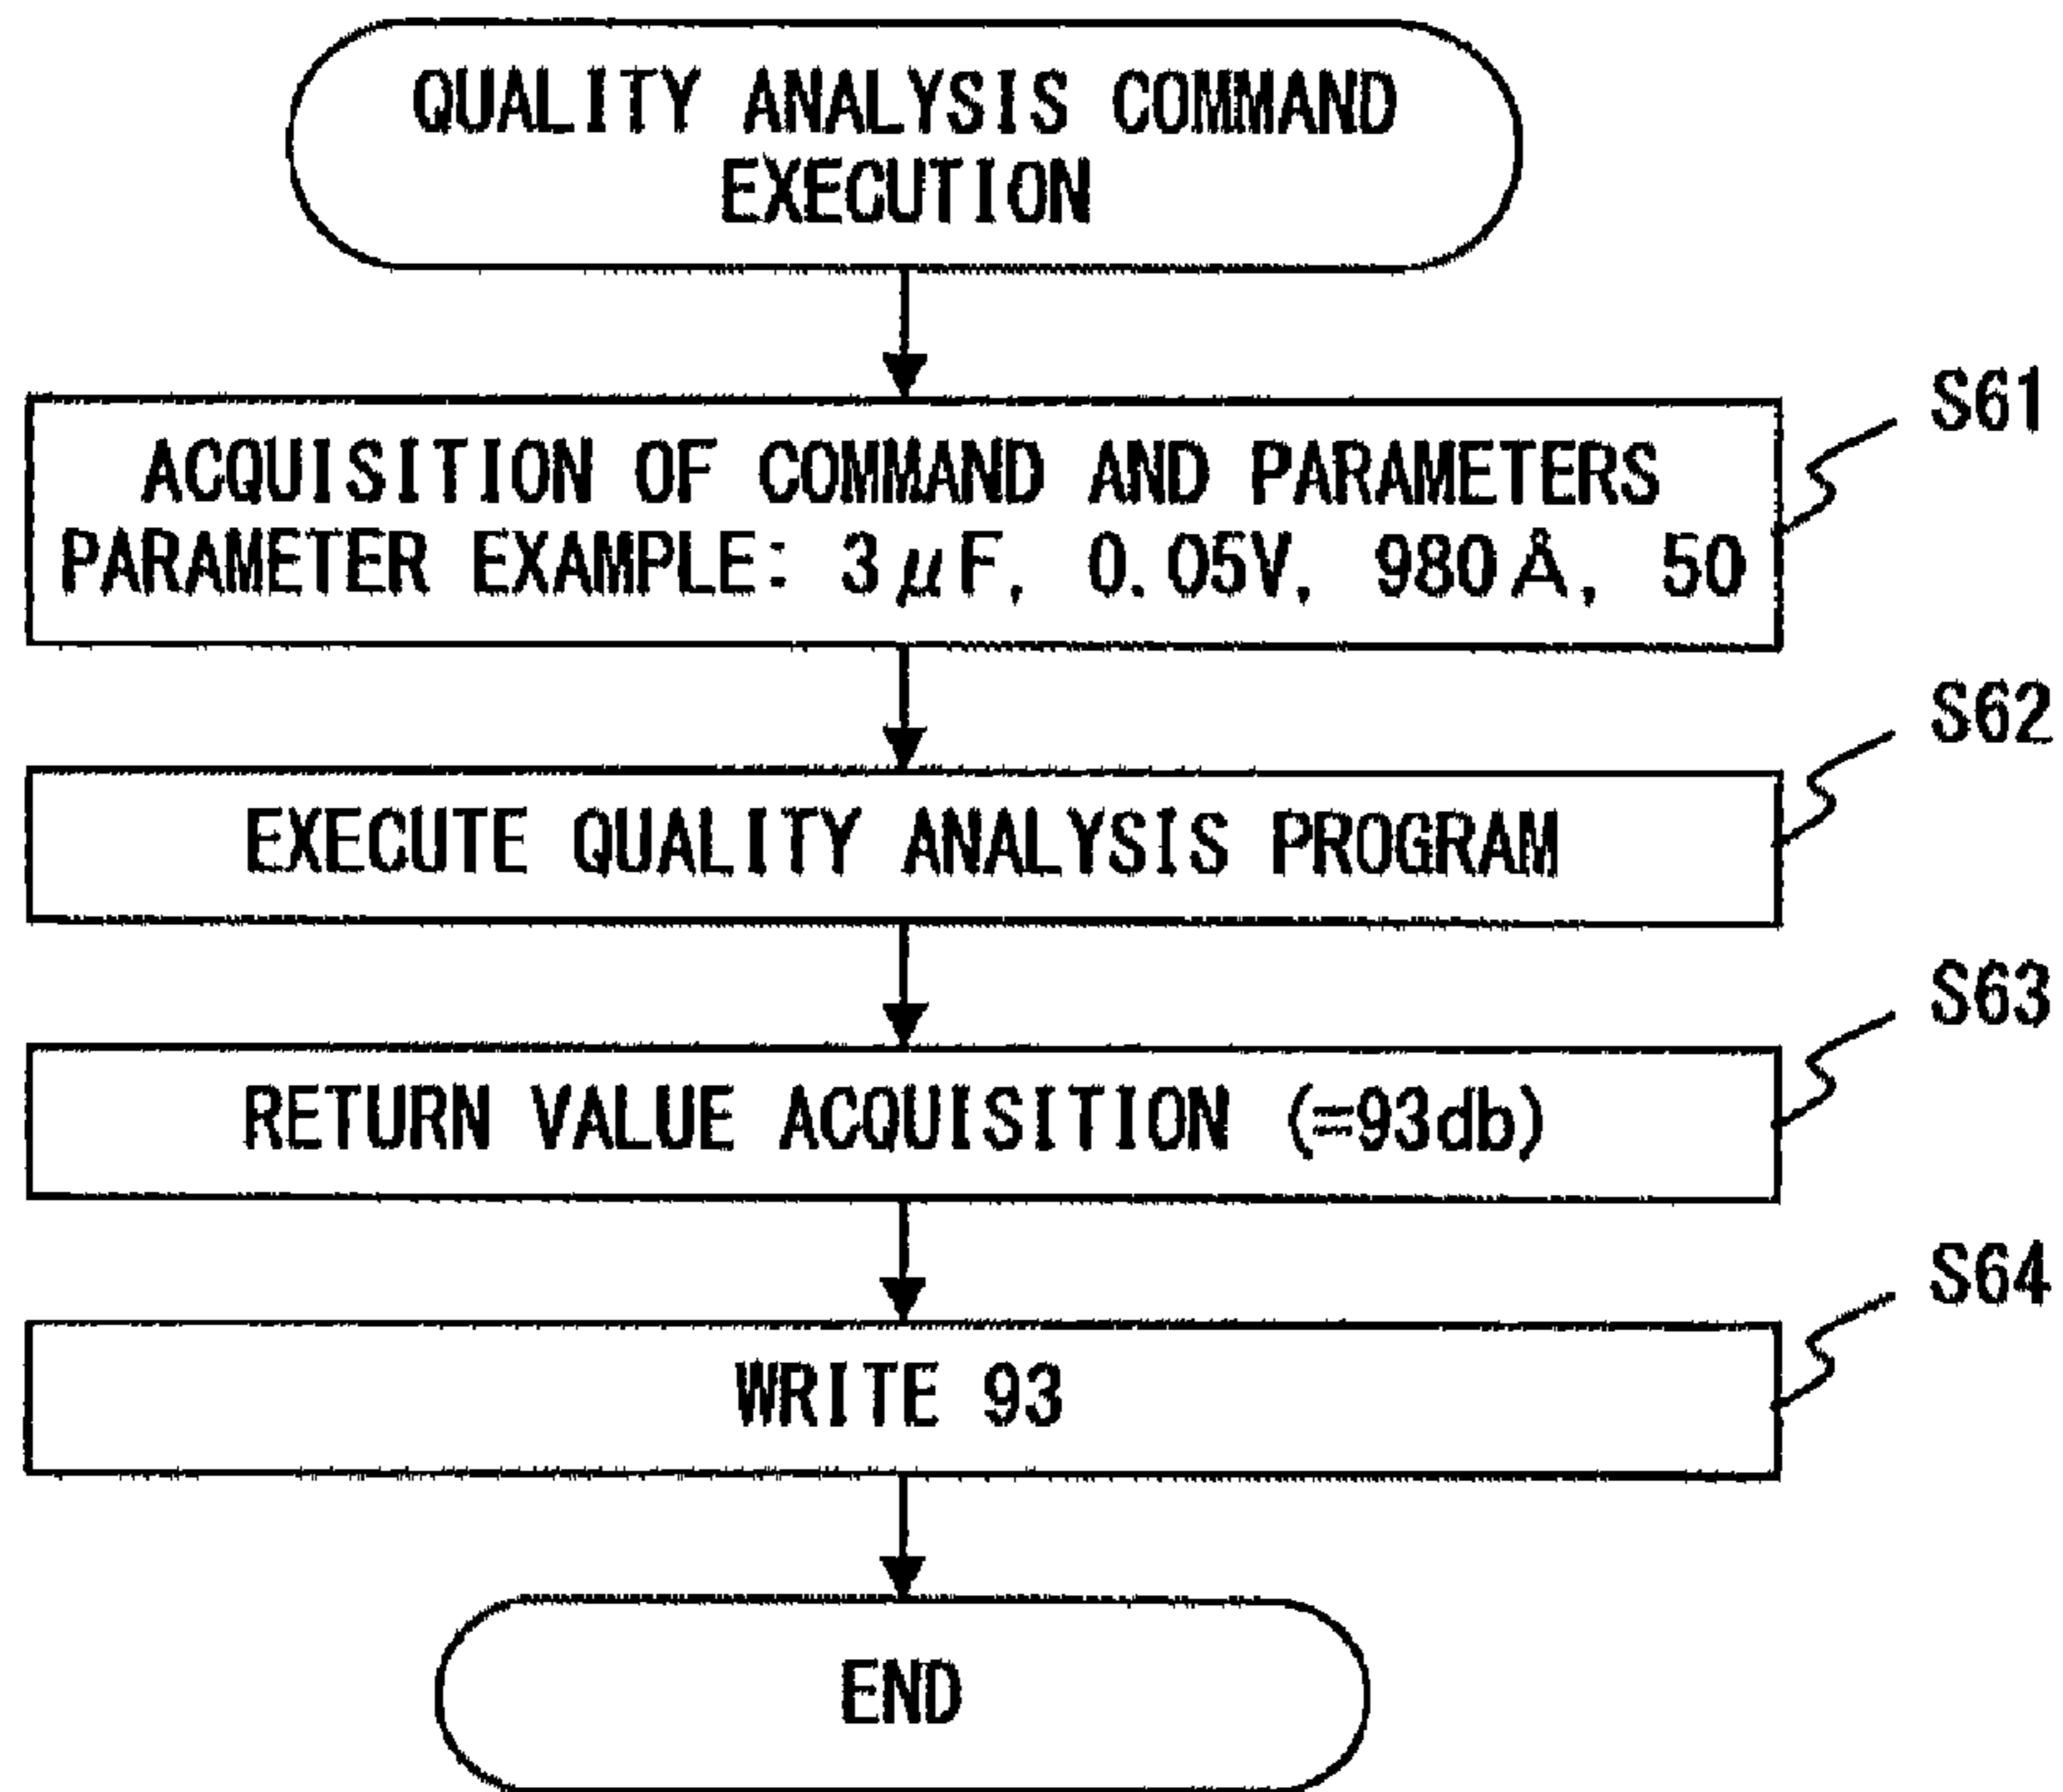 QUALITY ANALYSIS COMMAND
EXECUTION
S61
ACQUISITION OF COMMAND AND PARAMETERS
PARAMETER EXAMPLE: 3μF, 0.05V, 980Å, 50
S62
EXECUTE QUALITY ANALYSIS PROGRAM
S63
RETURN VALUE ACQUISITION (=93db)
S64
WRITE 93
END